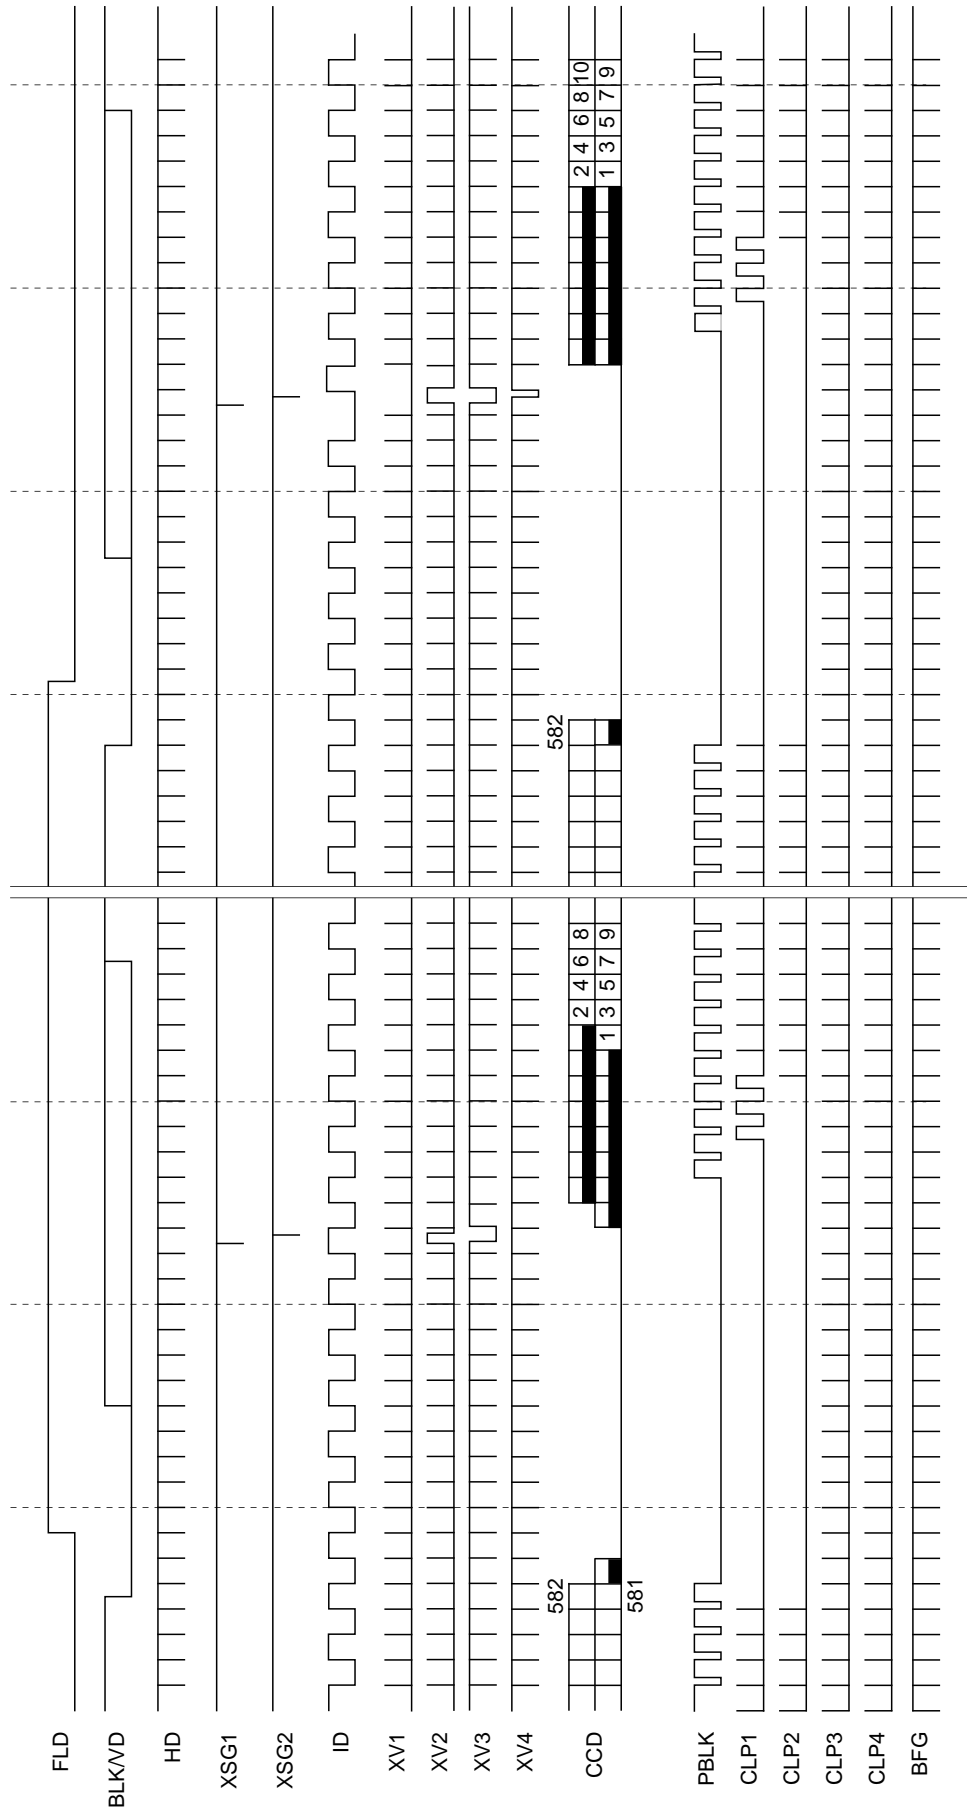 FLD
BLK/VD
HD
XSG1
XSG2
ID
XV1
XV2
XV3
XV4
582
582
2 4 6 8
2 4 6 8 10
CCD
1 3 5 7 9
1 3 5 7 9
581
PBLK
CLP1
CLP2
CLP3
CLP4
BFG